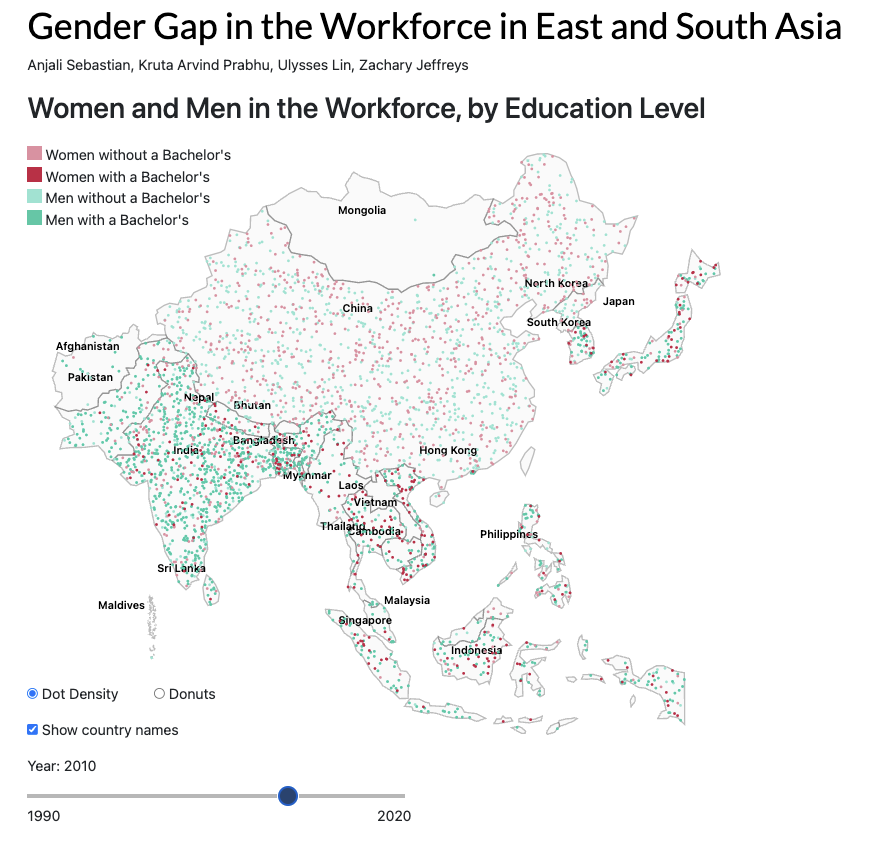 Gender Gap in the Workforce in East and South Asia
Anjali Sebastian, Kruta Arvind Prabhu, Ulysses Lin, Zachary Jeffreys
Women and Men in the Workforce, by Education Level
Women without a Bachelor's
Women with a Bachelor's
Men without a Bachelor's
Men with a Bachelor's
Mongolia
North Korea
Japan
China
South Korea
Afghanistan
Pakistan
Nepal
Bhutan
Bangladesh
India
Hong Kong
Myanmar
Laos
Vietnam
Thailand
Cambodia
Philippines
Sri Lanka
Maldives
Malaysia
Singapore
Indonesia
Dot Density
Donuts
Show country names
Year: 2010
1990
2020